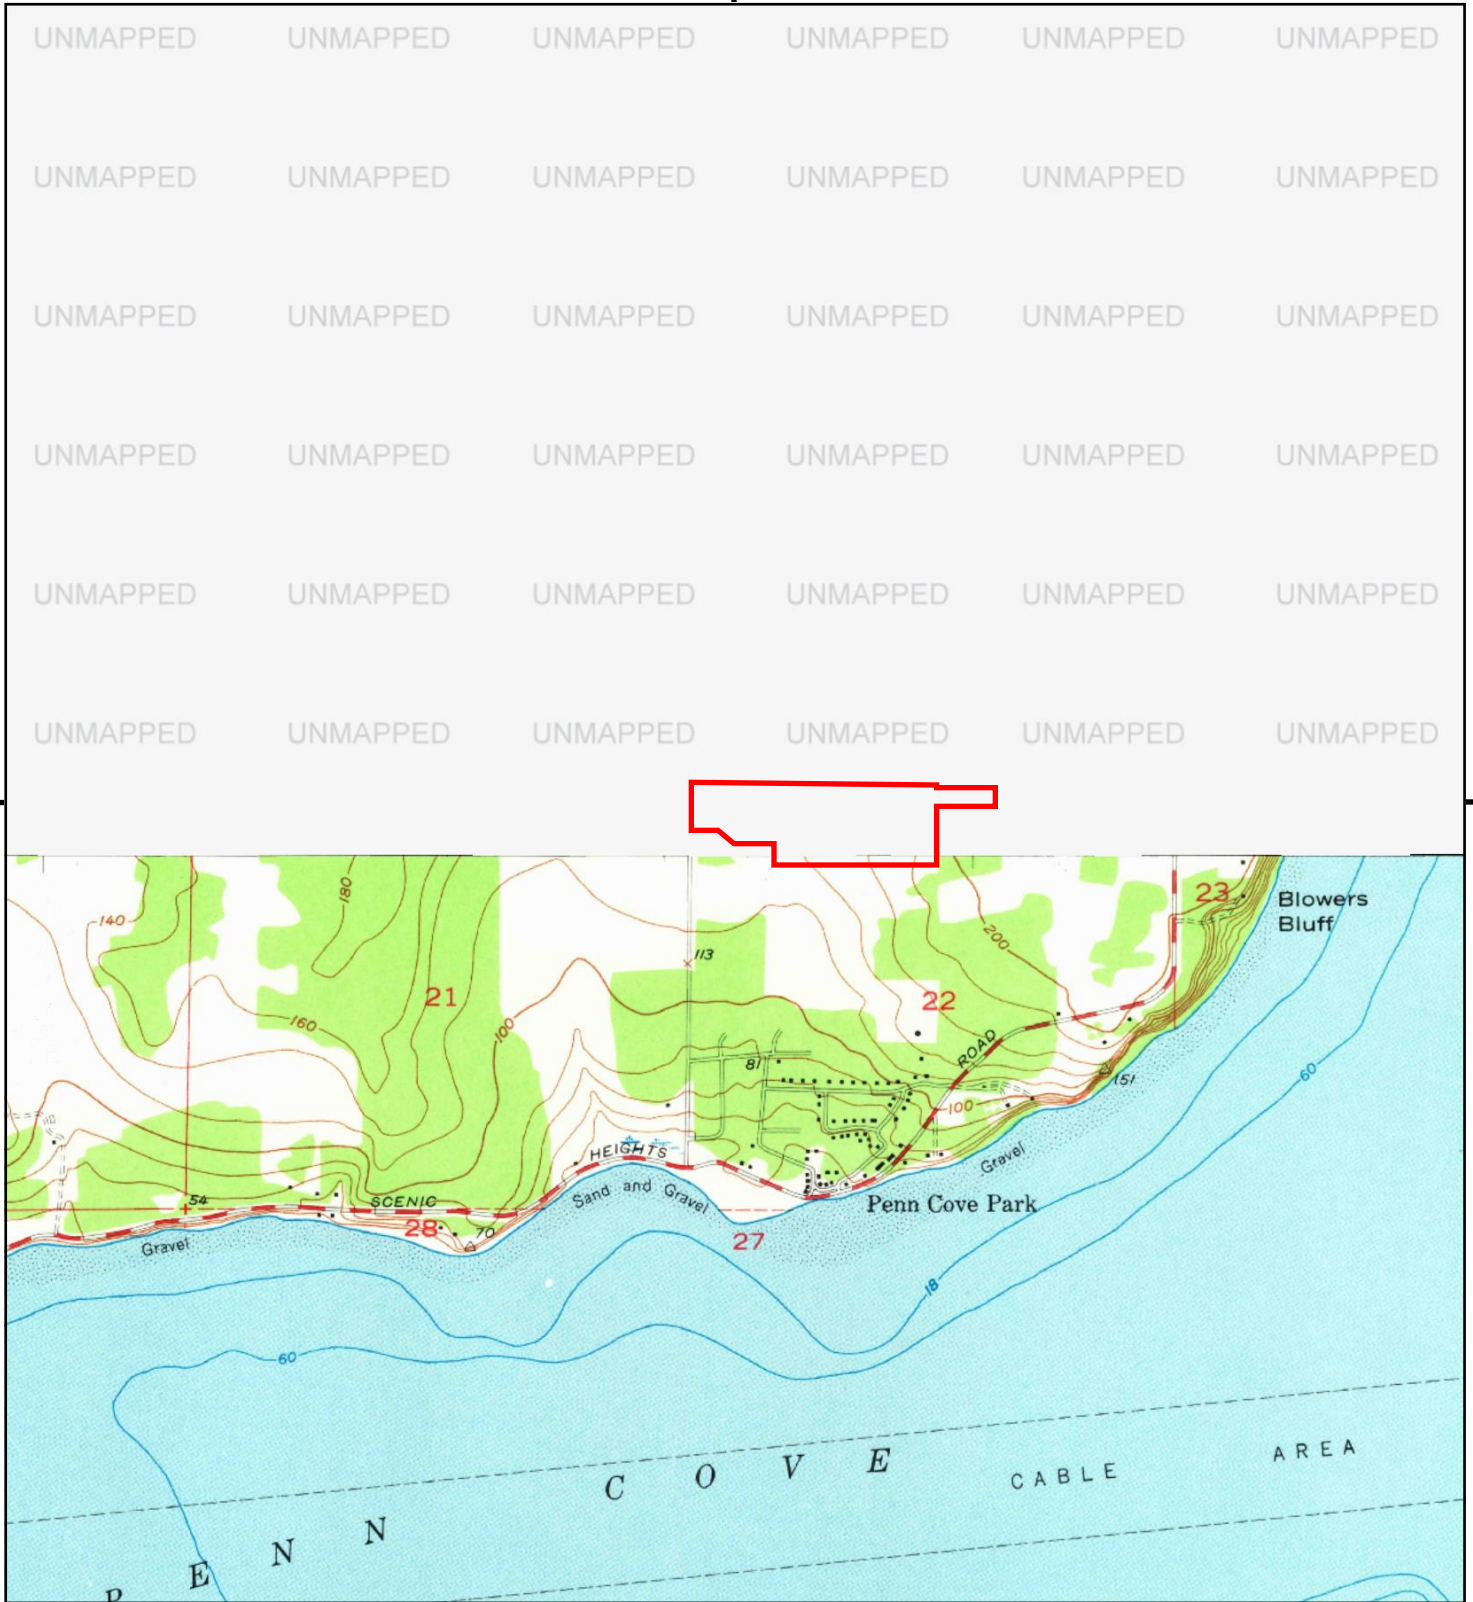 UNMAPPED UNMAPPED UNMAPPED UNMAPPED UNMAPPED UNMAPPED
UNMAPPED UNMAPPED UNMAPPED UNMAPPED UNMAPPED UNMAPPED
UNMAPPED UNMAPPED UNMAPPED UNMAPPED UNMAPPED UNMAPPED
UNMAPPED UNMAPPED UNMAPPED UNMAPPED UNMAPPED UNMAPPED
UNMAPPED UNMAPPED UNMAPPED UNMAPPED UNMAPPED UNMAPPED
UNMAPPED UNMAPPED UNMAPPED UNMAPPED UNMAPPED UNMAPPED
180
23
Blowers
Bluff
140
200
113
21
22
160
100
ROAD
81
60
151
100
HEIGHTS
Gravel
SCENIC
54
Sand and Gravel
Penn Cove Park
28
70
27
Gravel
18
60
COVE
AREA
CABLE
PENN